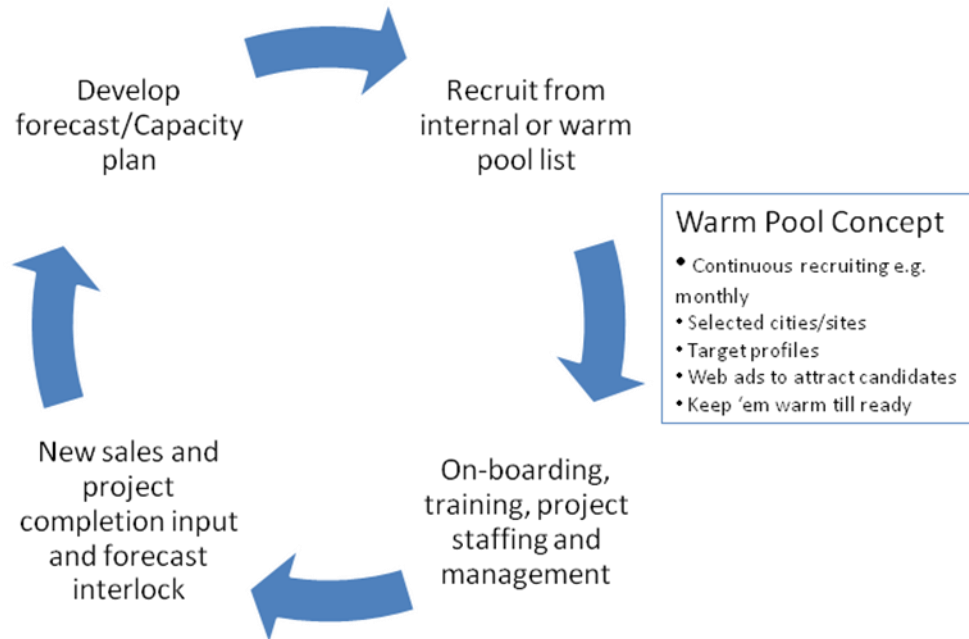 Develop
forecast/Capacity
plan
Recruit from
internal or warm
pool list
Warm Pool Concept
• Continuous recruiting e.g.
monthly
• Selected cities/sites
• Target profiles
• Web ads to attract candidates
• Keep ‘em warm till ready
On-boarding,
training, project
staffing and
management
New sales and
project
completion input
and forecast
interlock